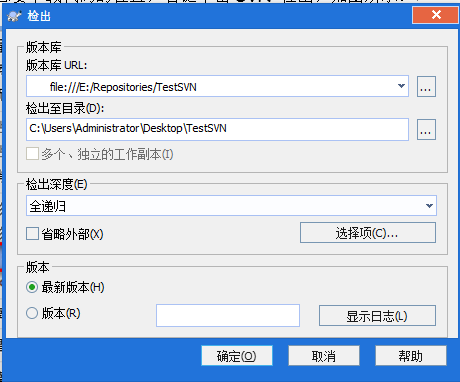 检出
版本库
版本库 URL:
file:///E:/Repositories/TestSVN
...
检出至目录(D):
C:\Users\Administrator\Desktop\TestSVN
...
多个、独立的工作副本(I)
检出深度(E)
全递归
省略外部(X)
选择项(C)...
版本
最新版本(H)
版本(R)
显示日志(L)
确定(O) 取消 帮助